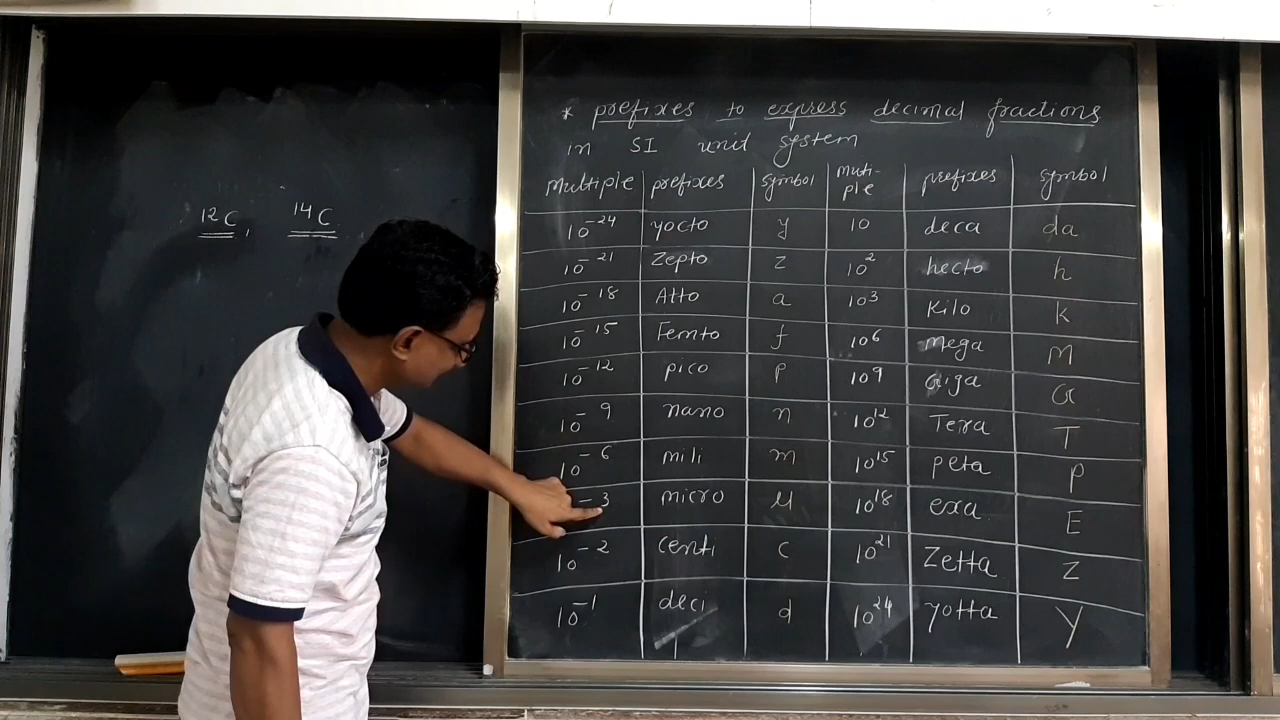 * prefixes to express decimal fractions
in SI unit system
multiple prefixes symbol muti-ple prefixes symbol
10⁻²⁴ yocto y 10 deca da
10⁻²¹ Zepto z 10² hecto h
10⁻¹⁸ Atto a 10³ Kilo k
10⁻¹⁵ Femto f 10⁶ Mega M
10⁻¹² pico p 10⁹ Giga G
10⁻⁹ nano n 10¹² Tera T
10⁻⁶ mili m 10¹⁵ peta P
⁻³ micro μ 10¹⁸ exa E
10⁻² centi c 10²¹ Zetta Z
10⁻¹ deci d 10²⁴ yotta Y
¹²C, ¹⁴C